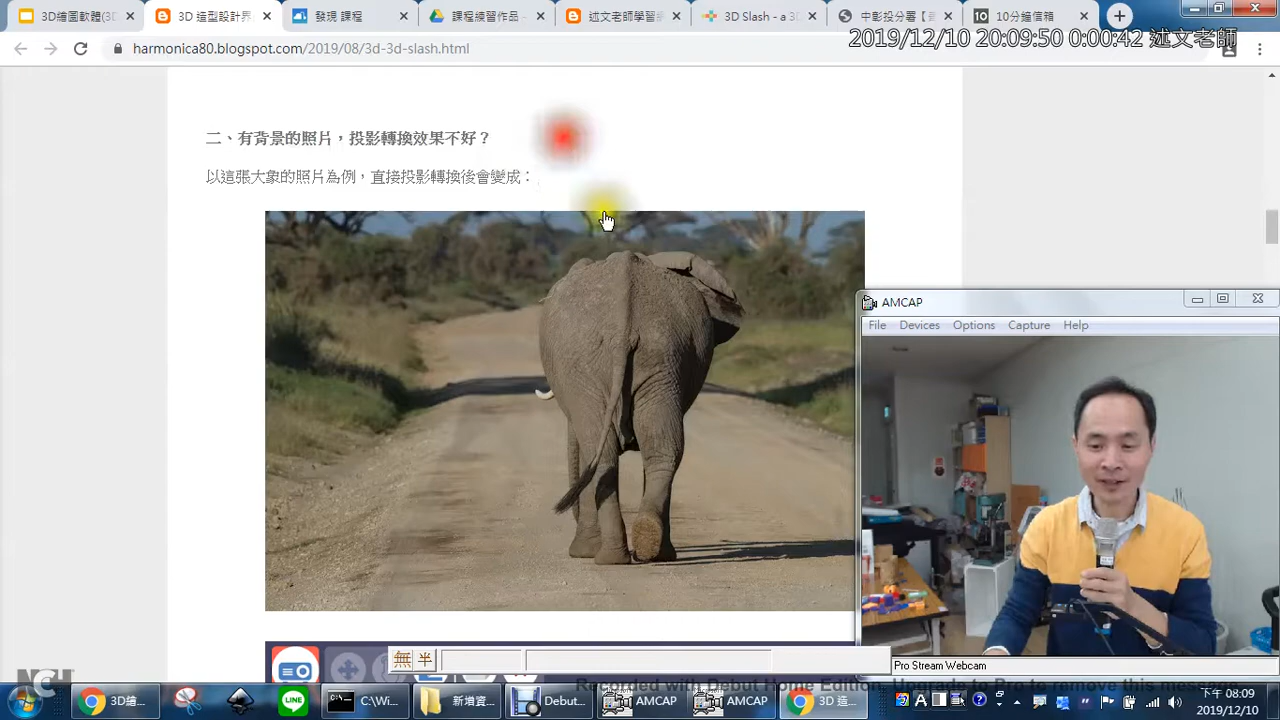 3D繪圖軟體(3D
3D 造型設計界
發現 課程
課程練習作品 -
述文老師學習
3D Slash - a 3D
中彰投分署【
10 10分鐘信箱
harmonica80.blogspot.com/2019/08/3d-3d-slash.html
2019/12/10 20:09:50 0:00:42 述文老師
二、有背景的照片，投影轉換效果不好？
以這張大象的照片為例，直接投影轉換後會變成：
AMCAP
File Devices Options Capture Help
無 半
Pro Stream Webcam
NCH
Recorded with Debut Home Edition. Upgrade to Pro to remove this message
3D繪
LINE
C:\Wi...
新增資...
Debut...
AMCAP
AMCAP
3D 造...
下午 08:09
2019/12/10